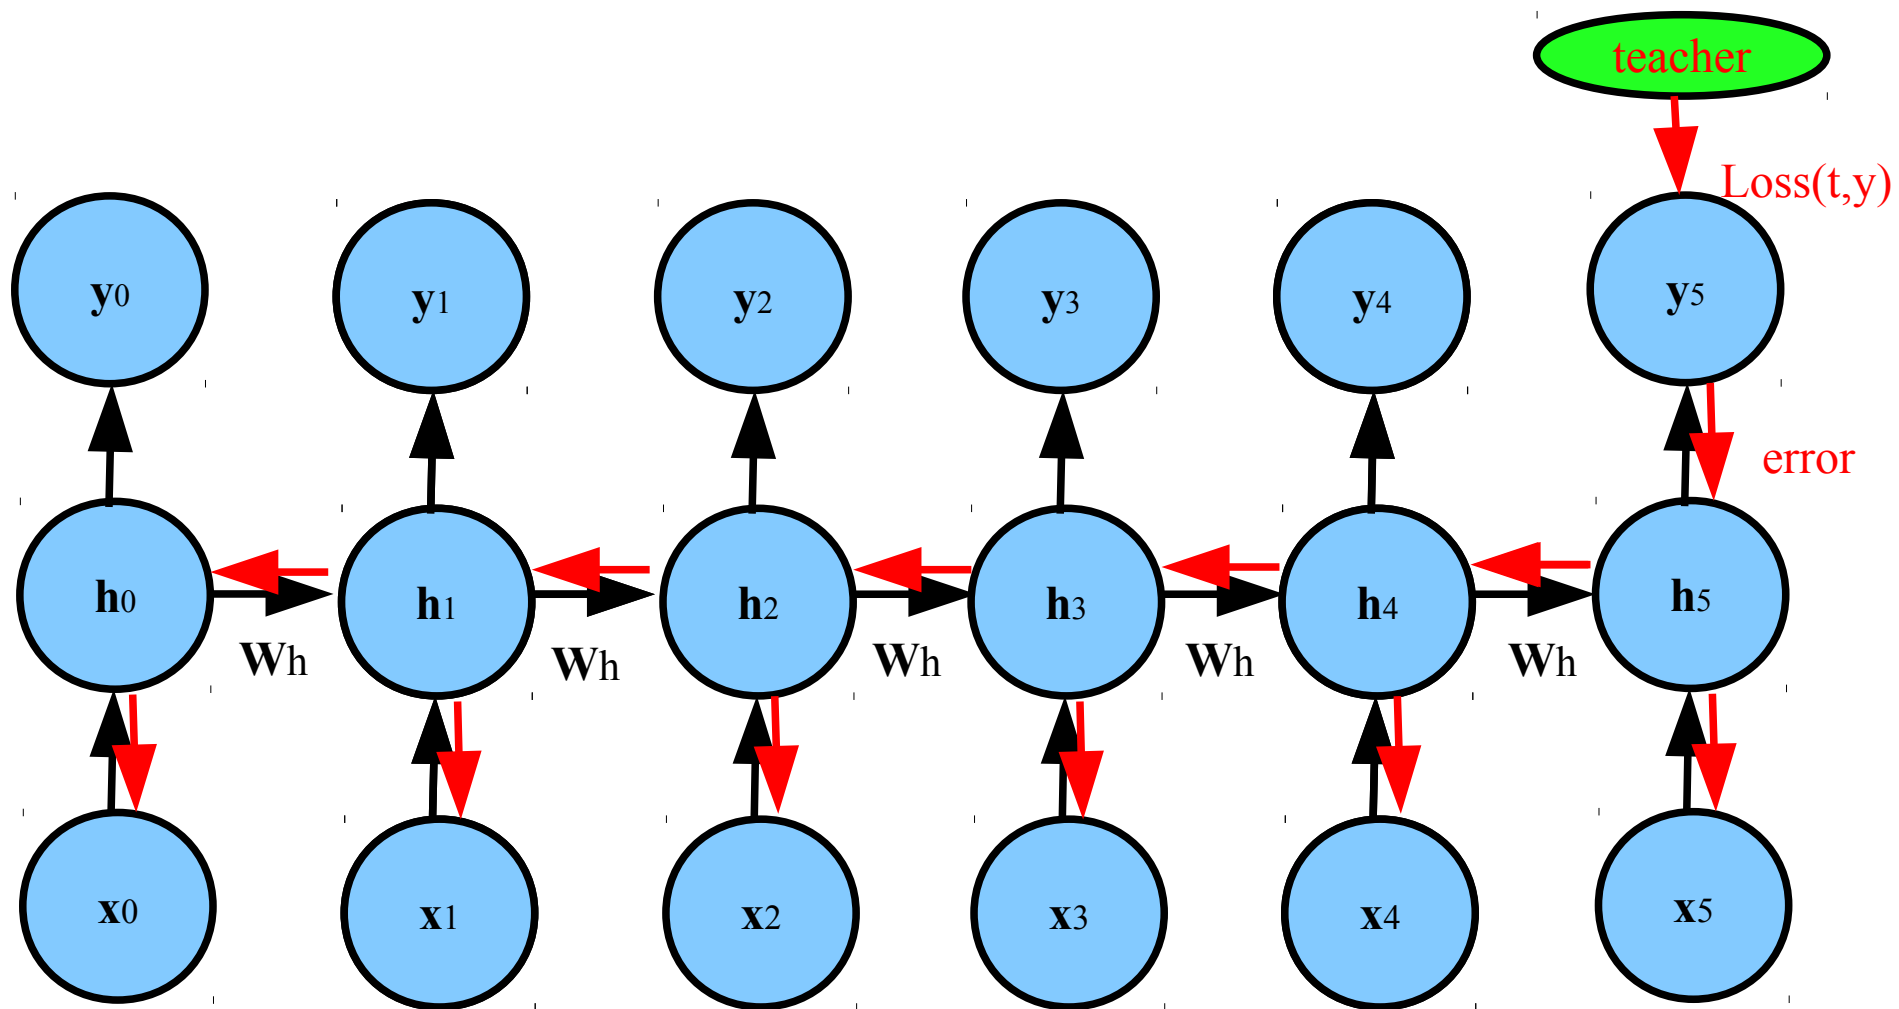 teacher
Loss(t,y)
y0 y1 y2 y3 y4 y5
error
h0 h1 h2 h3 h4 h5
Wh Wh Wh Wh Wh
x0 x1 x2 x3 x4 x5